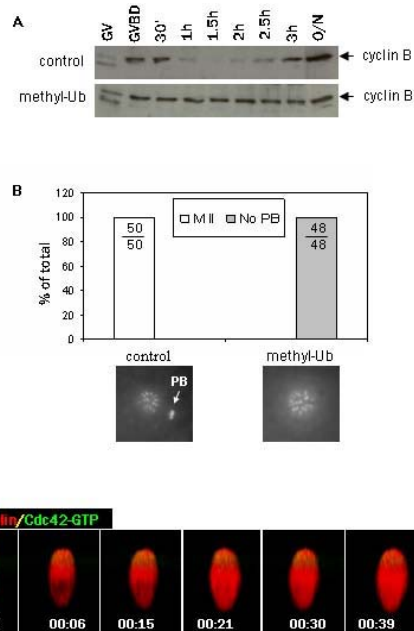 A
GV GVBD 30' 1h 1.5h 2h 2.5h 3h O/N
control cyclin B
methyl-Ub cyclin B
B
120
100
80
60
40
20
0
% of total
M II No PB
50
50
48
48
control methyl-Ub
PB
lin/Cdc42-GTP
00:06 00:15 00:21 00:30 00:39